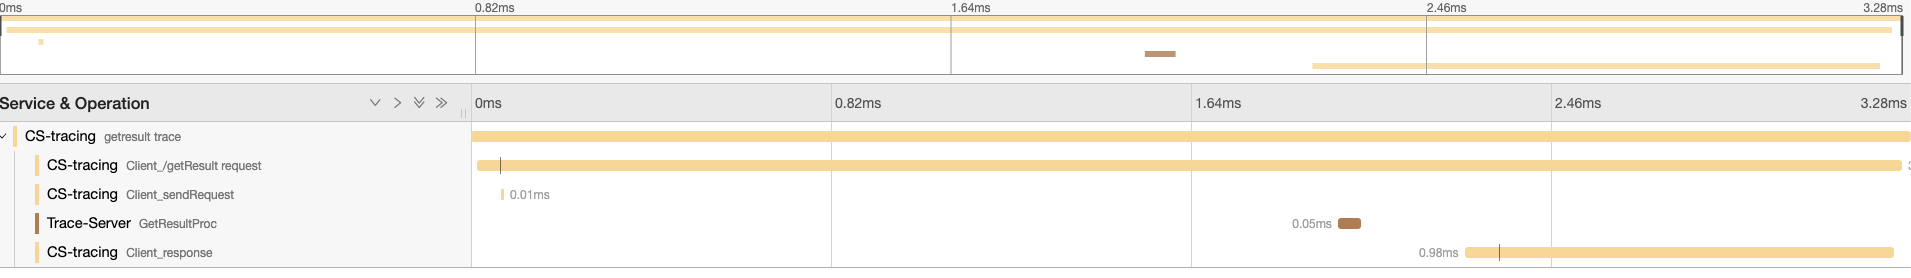 0ms 0.82ms 1.64ms 2.46ms 3.28ms
Service & Operation 0ms 0.82ms 1.64ms 2.46ms 3.28ms
CS-tracing getresult trace
CS-tracing Client_/getResult request
CS-tracing Client_sendRequest 0.01ms
Trace-Server GetResultProc 0.05ms
CS-tracing Client_response 0.98ms